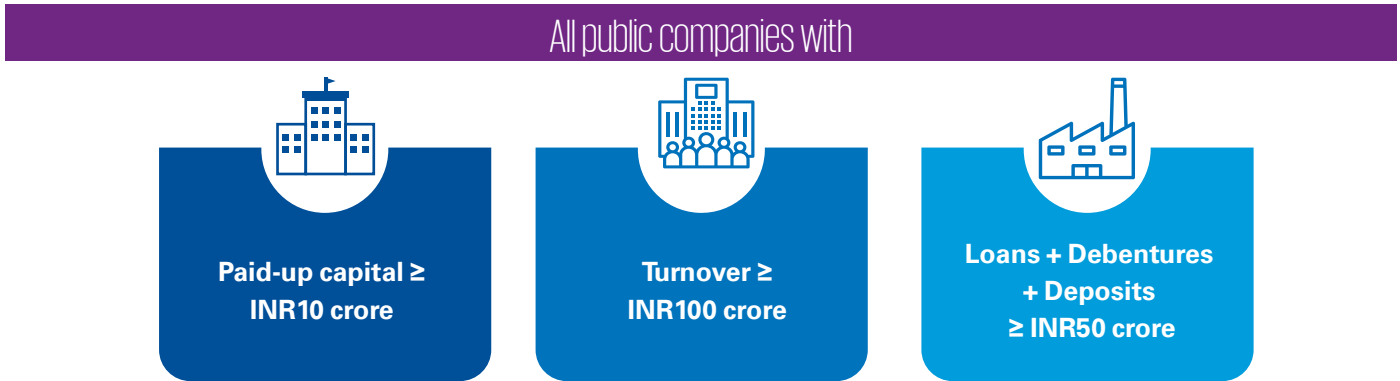 All public companies with
Paid-up capital ≥
INR10 crore
Turnover ≥
INR100 crore
Loans + Debentures
+ Deposits
≥ INR50 crore